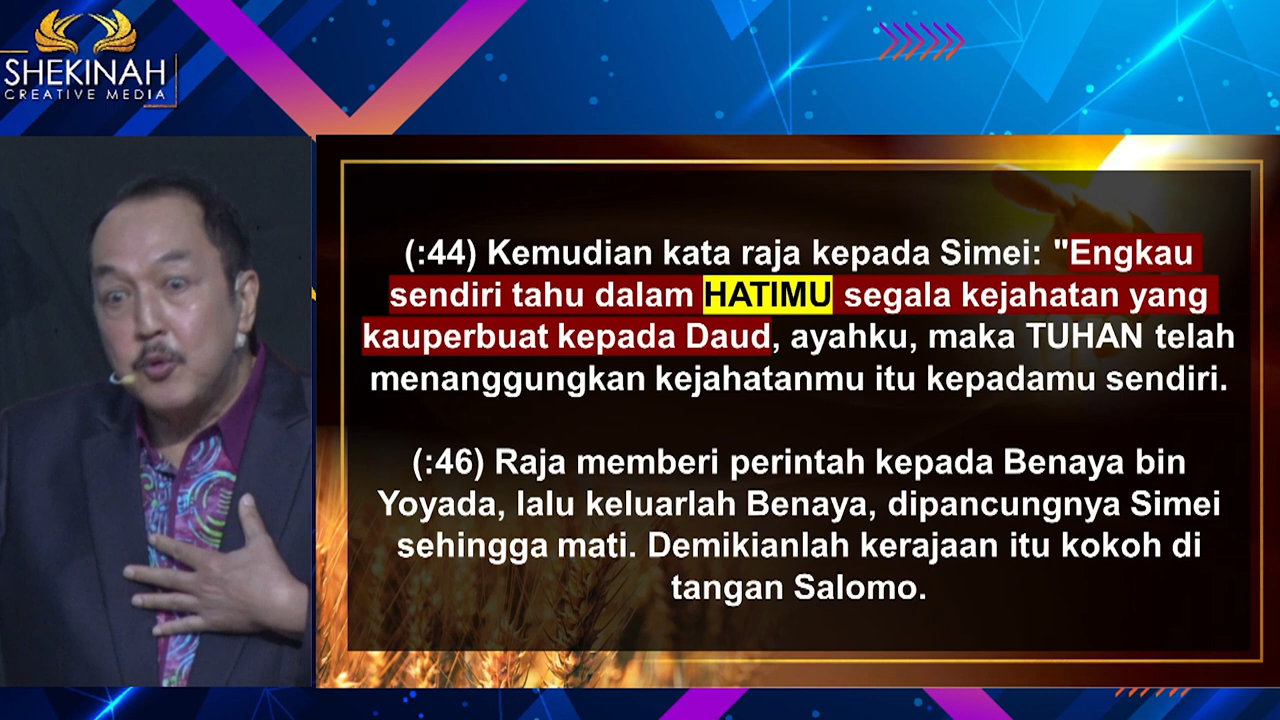 SHEKINAH
CREATIVE MEDIA
(:44) Kemudian kata raja kepada Simei: "Engkau
sendiri tahu dalam HATIMU segala kejahatan yang
kauperbuat kepada Daud, ayahku, maka TUHAN telah
menanggungkan kejahatanmu itu kepadamu sendiri.
(:46) Raja memberi perintah kepada Benaya bin
Yoyada, lalu keluarlah Benaya, dipancungnya Simei
sehingga mati. Demikianlah kerajaan itu kokoh di
tangan Salomo.